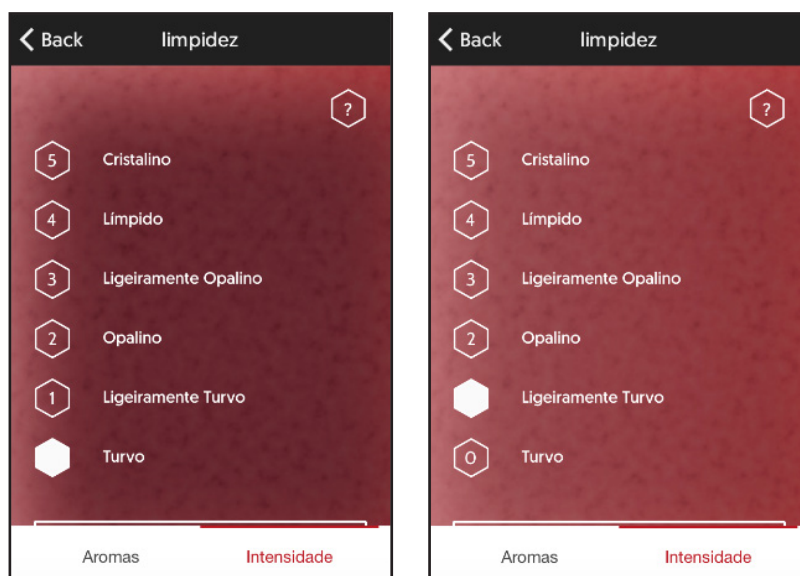 Back limpidez
?
5 Cristalino
4 Límpido
3 Ligeiramente Opalino
2 Opalino
1 Ligeiramente Turvo
Turvo
Aromas Intensidade
Back limpidez
?
5 Cristalino
4 Límpido
3 Ligeiramente Opalino
2 Opalino
Ligeiramente Turvo
0 Turvo
Aromas Intensidade